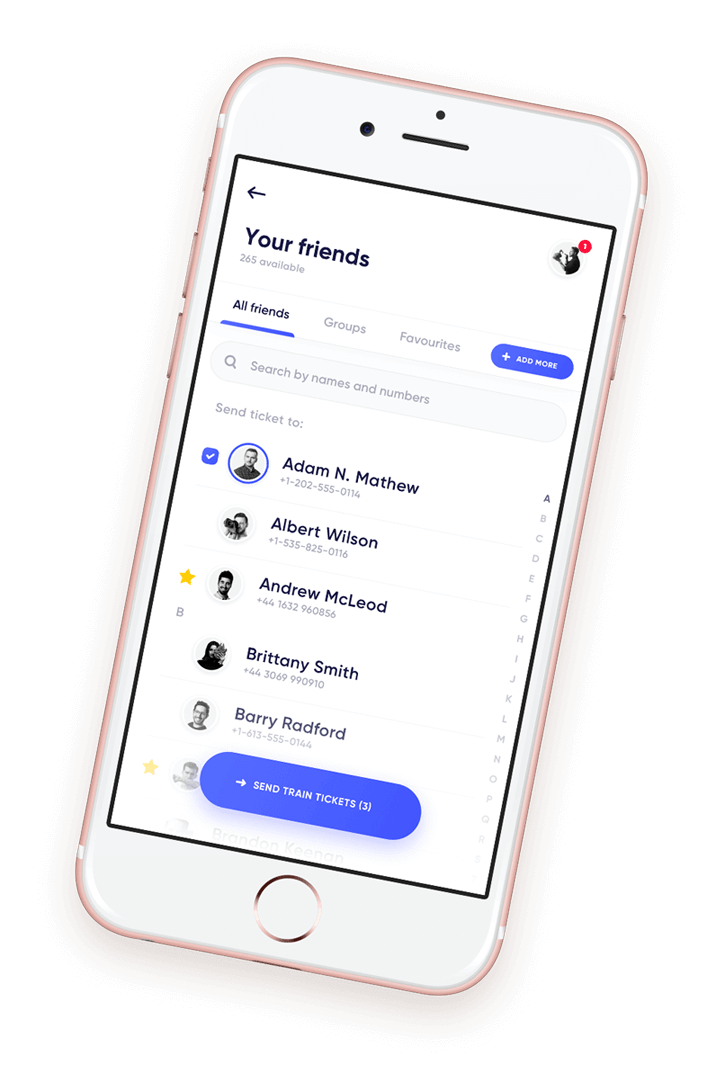 Your friends
1
265 available
All friends
Groups
Favourites
+ ADD MORE
Search by names and numbers
Send ticket to:
Adam N. Mathew
+1-202-555-0114
Albert Wilson
+1-535-825-0116
Andrew McLeod
+44 1632 960856
B
Brittany Smith
+44 3069 990910
Barry Radford
+1-613-555-0144
→ SEND TRAIN TICKETS (3)
Brandon Keenan
A
B
C
D
E
F
G
H
I
J
K
L
M
N
O
P
Q
R
S